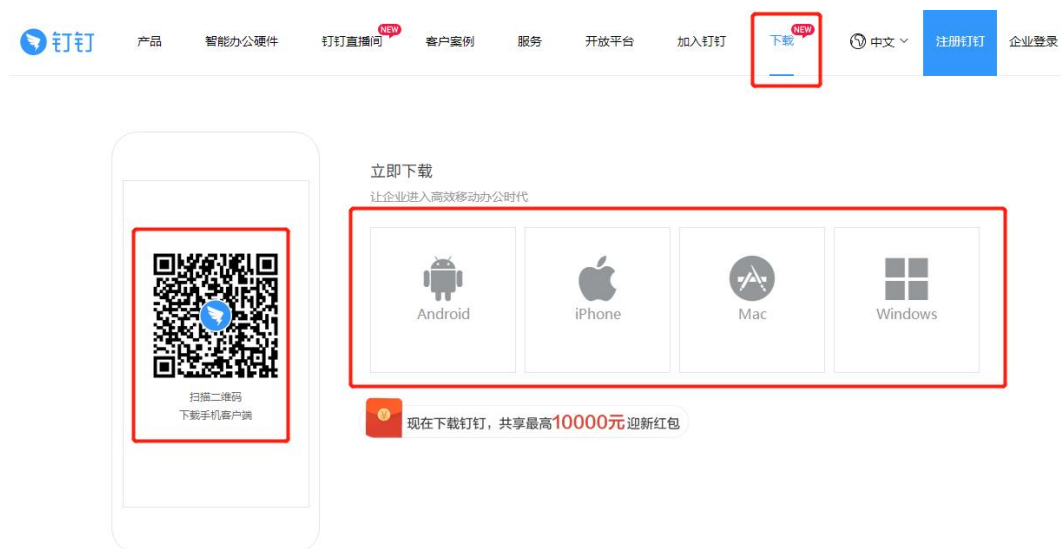 钉钉
产品
智能办公硬件
钉钉直播间
NEW
客户案例
服务
开放平台
加入钉钉
下载
NEW
中文
注册钉钉
企业登录
立即下载
让企业进入高效移动办公时代
Android
iPhone
Mac
Windows
扫描二维码
下载手机客户端
现在下载钉钉，共享最高10000元迎新红包